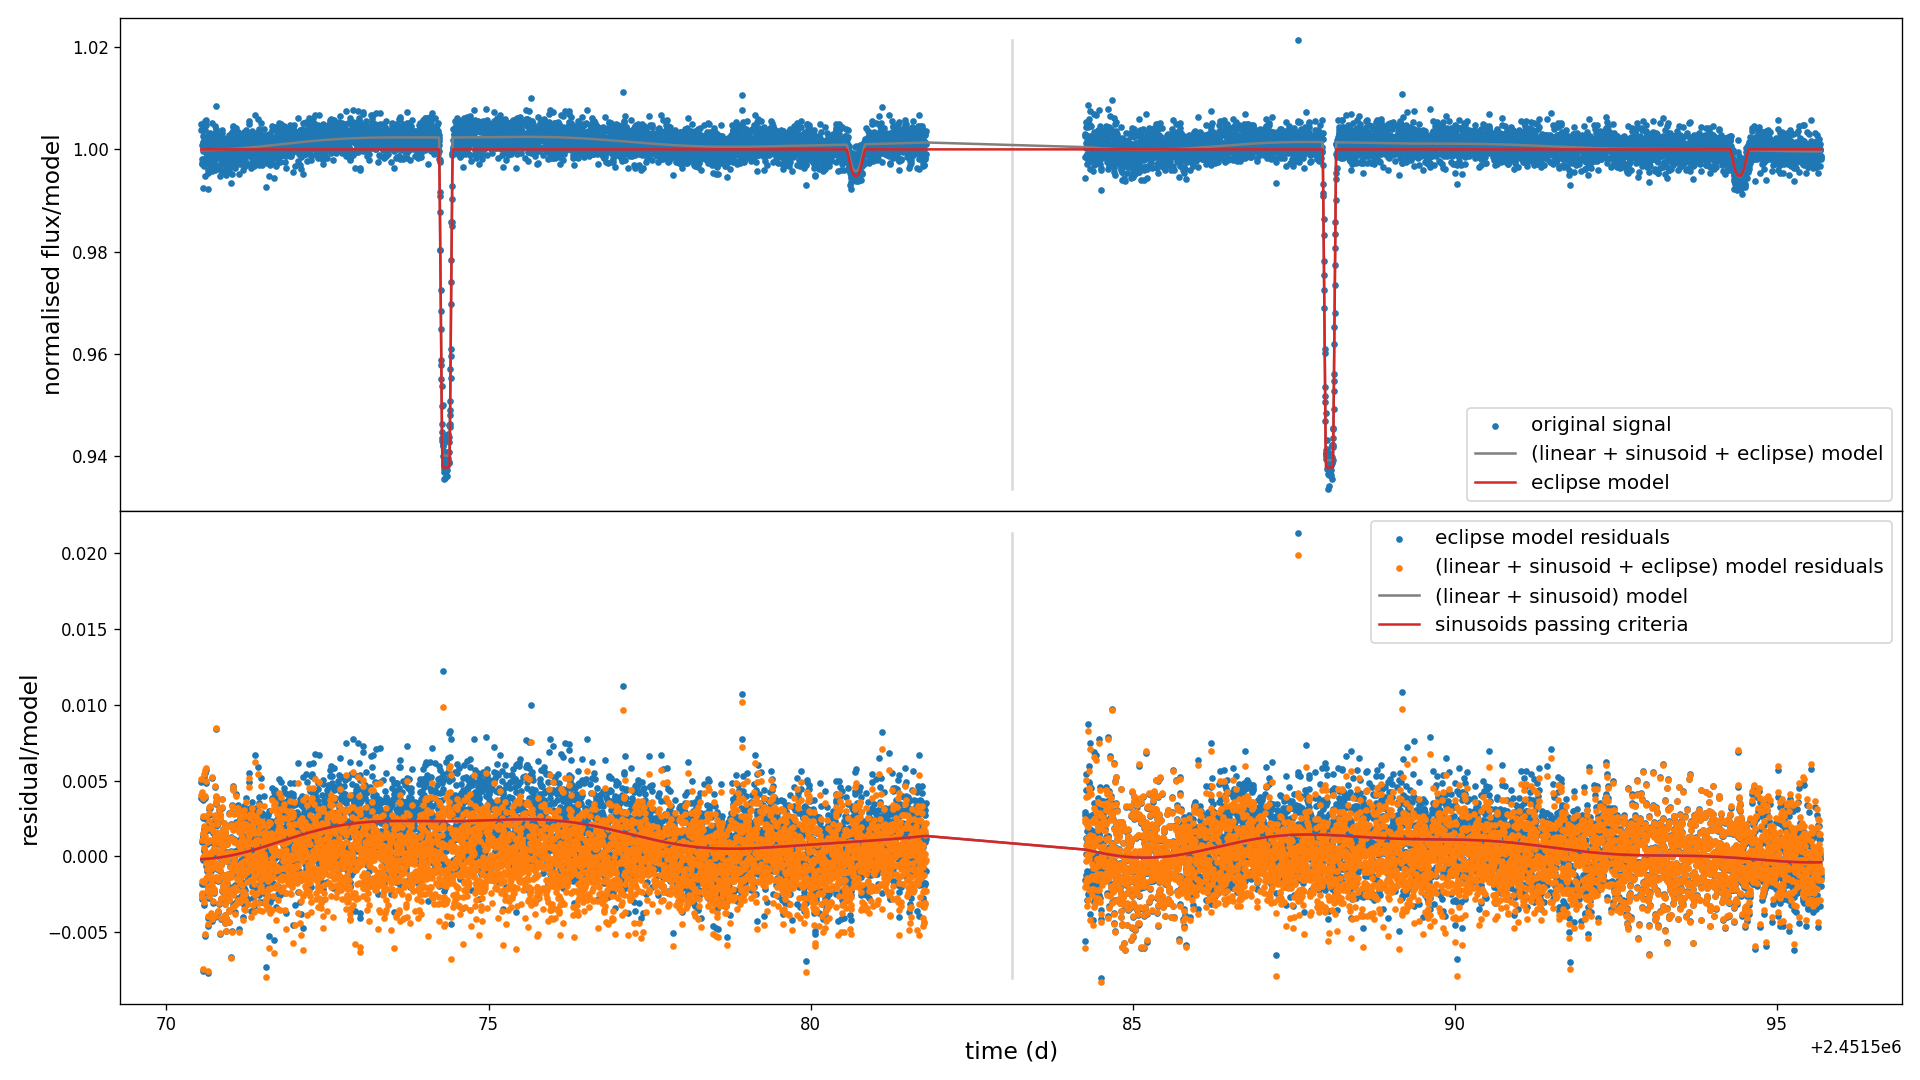 1.02
1.00
0.98
0.96
0.94
normalised flux/model
original signal
(linear + sinusoid + eclipse) model
eclipse model
0.020
0.015
0.010
0.005
0.000
−0.005
residual/model
eclipse model residuals
(linear + sinusoid + eclipse) model residuals
(linear + sinusoid) model
sinusoids passing criteria
70 75 80 85 90 95
time (d)
+2.4515e6